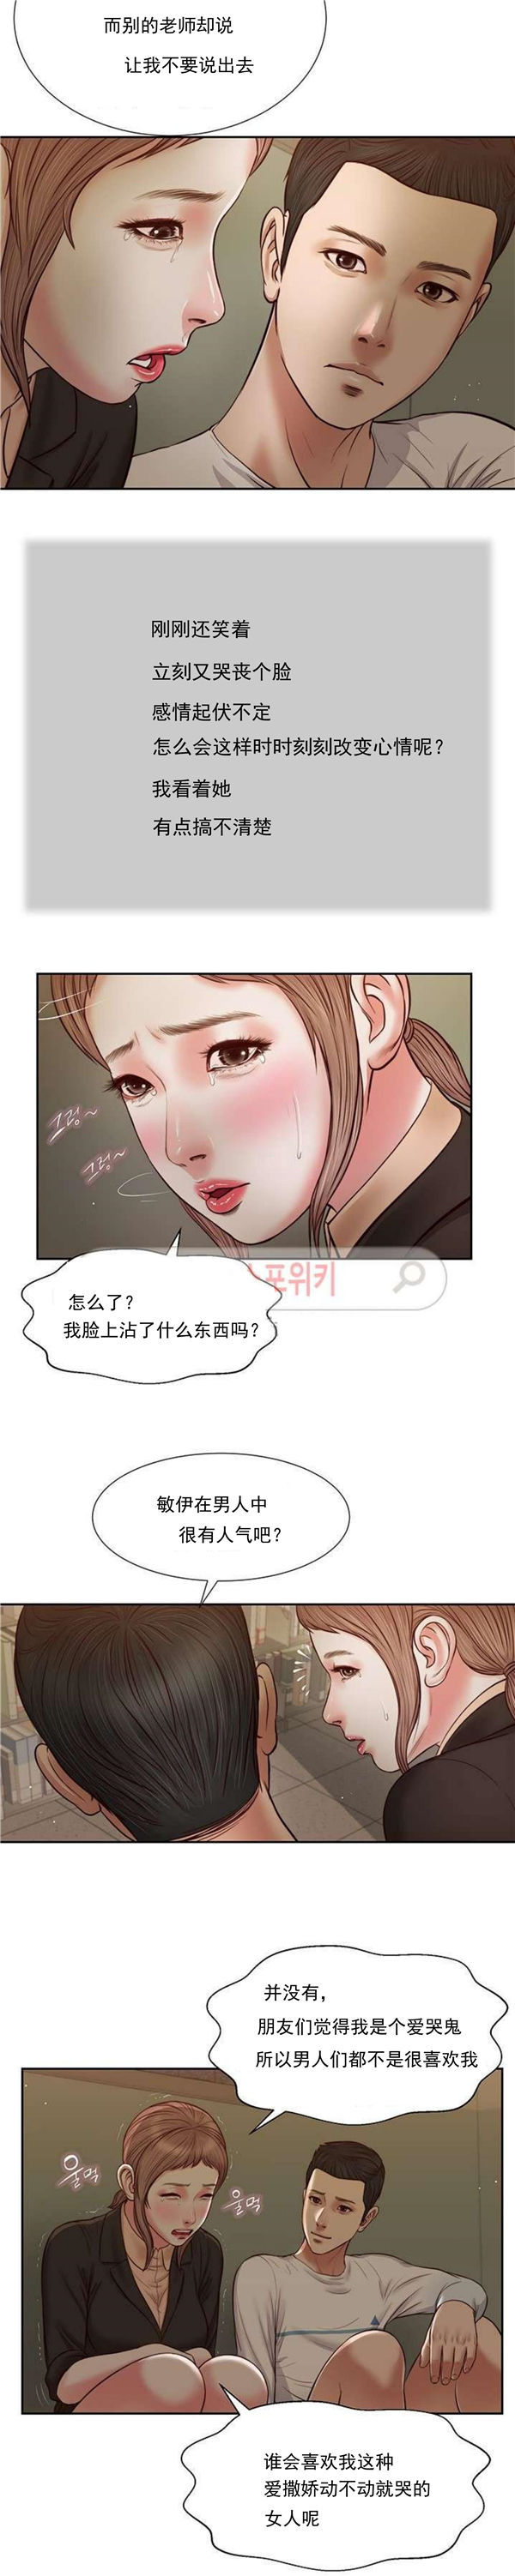 而别的老师却说
让我不要说出去
刚刚还笑着
立刻又哭丧个脸
感情起伏不定
怎么会这样时时刻刻改变心情呢？
我看着她
有点搞不清楚
그렁~
그렁~
포위키
怎么了？
我脸上沾了什么东西吗？
敏伊在男人中
很有人气吧？
并没有，
朋友们觉得我是个爱哭鬼
所以男人们都不是很喜欢我
울먹
울먹
谁会喜欢我这种
爱撒娇动不动就哭的
女人呢